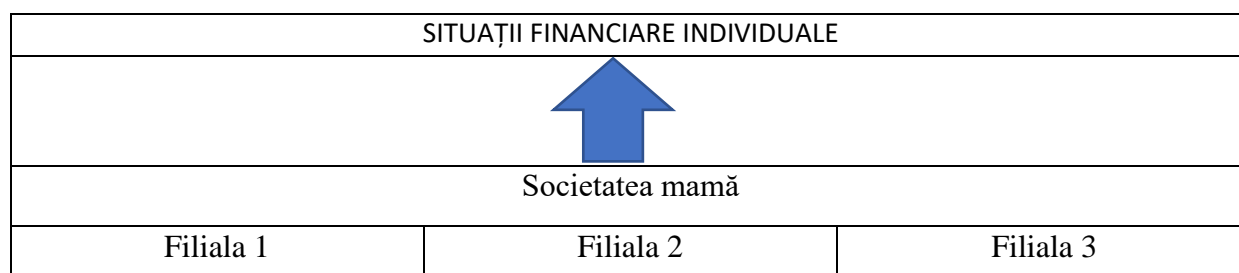 SITUAȚII FINANCIARE INDIVIDUALE
Societatea mamă
Filiala 1 Filiala 2 Filiala 3